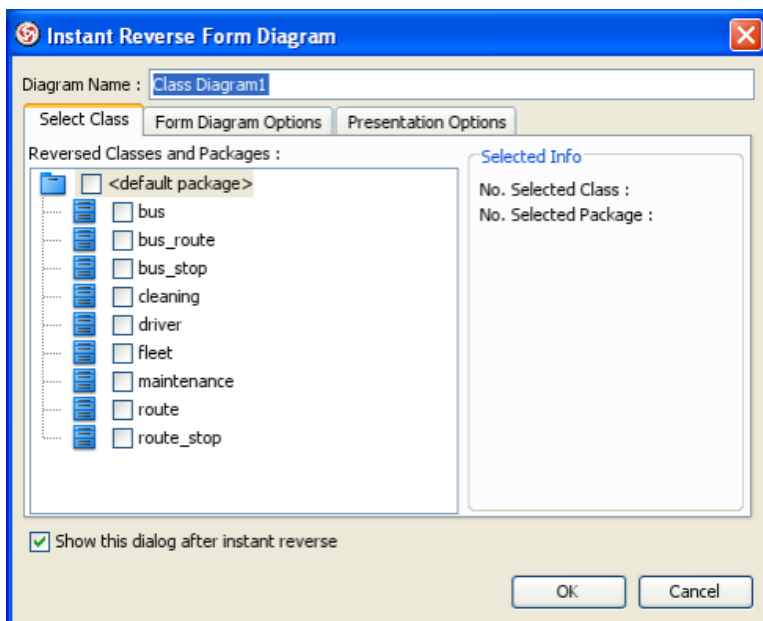 Instant Reverse Form Diagram
Diagram Name : Class Diagram1
Select Class Form Diagram Options Presentation Options
Reversed Classes and Packages :
<default package>
bus
bus_route
bus_stop
cleaning
driver
fleet
maintenance
route
route_stop
Selected Info
No. Selected Class :
No. Selected Package :
Show this dialog after instant reverse
OK Cancel